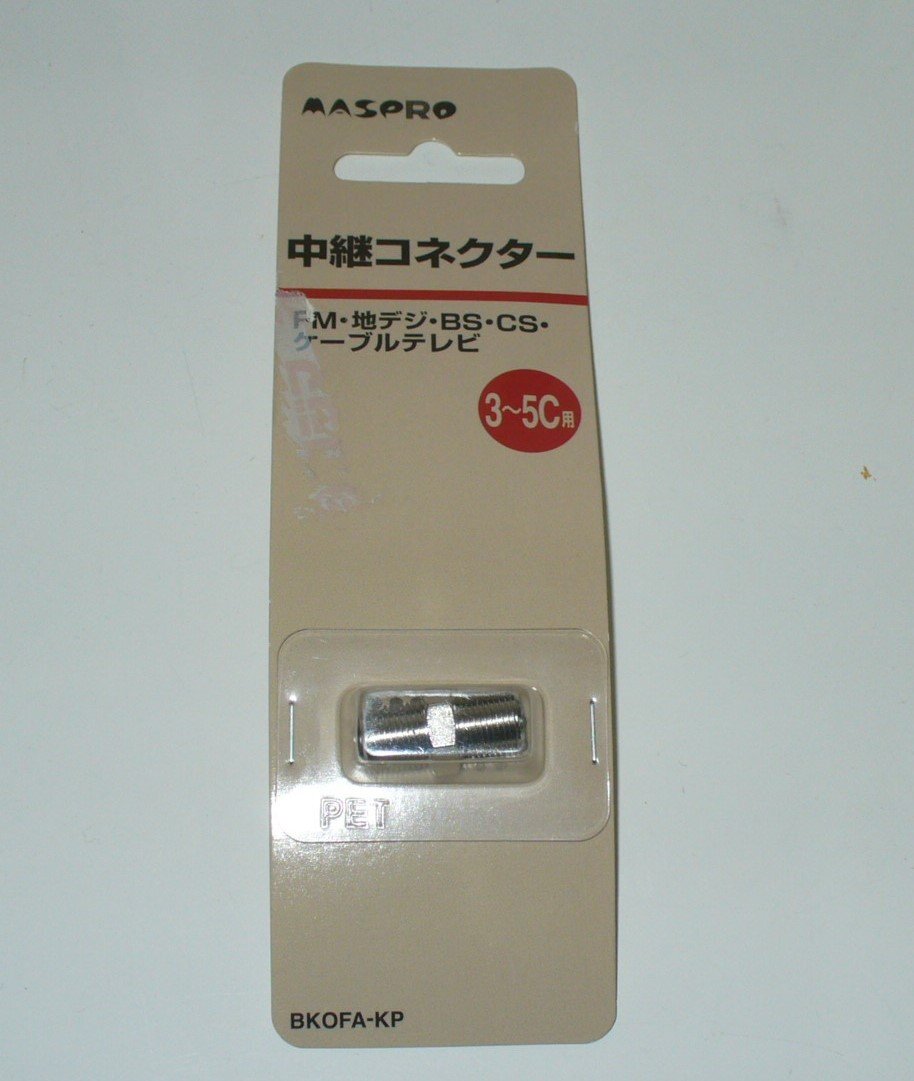 MASPRO
中継コネクター
FM・地デジ・BS・CS・
ケーブルテレビ
3～5C用
PET
BKOFA-KP